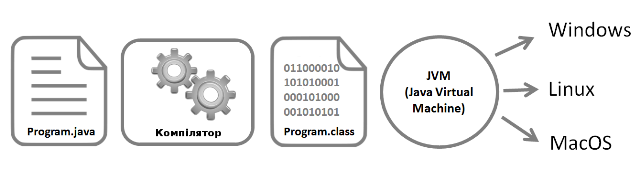 Program.java
Компілятор
011000010
101010001
000101000
001010101
Program.class
JVM
(Java Virtual
Machine)
Windows
Linux
MacOS